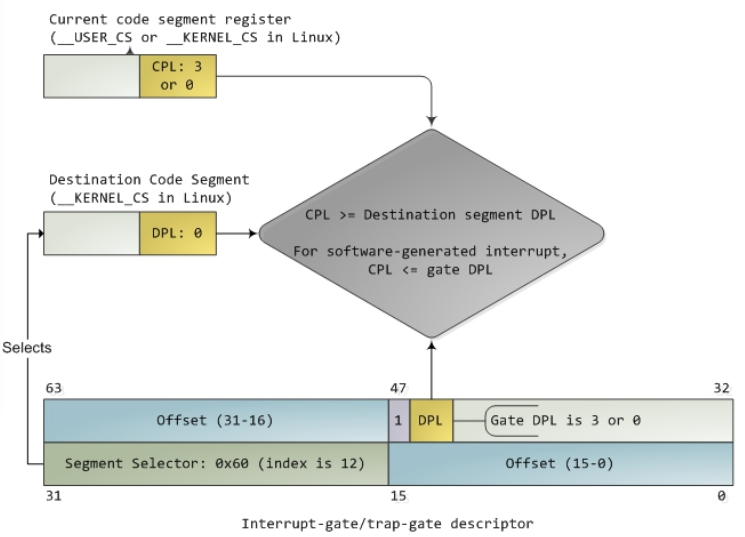 Current code segment register
(__USER_CS or __KERNEL_CS in Linux)
CPL: 3
or 0
Destination Code Segment
(__KERNEL_CS in Linux)
DPL: 0
CPL >= Destination segment DPL
For software-generated interrupt,
CPL <= gate DPL
Selects
63
47
32
Offset (31-16)
1
DPL
Gate DPL is 3 or 0
Segment Selector: 0x60 (index is 12)
Offset (15-0)
31
15
0
Interrupt-gate/trap-gate descriptor